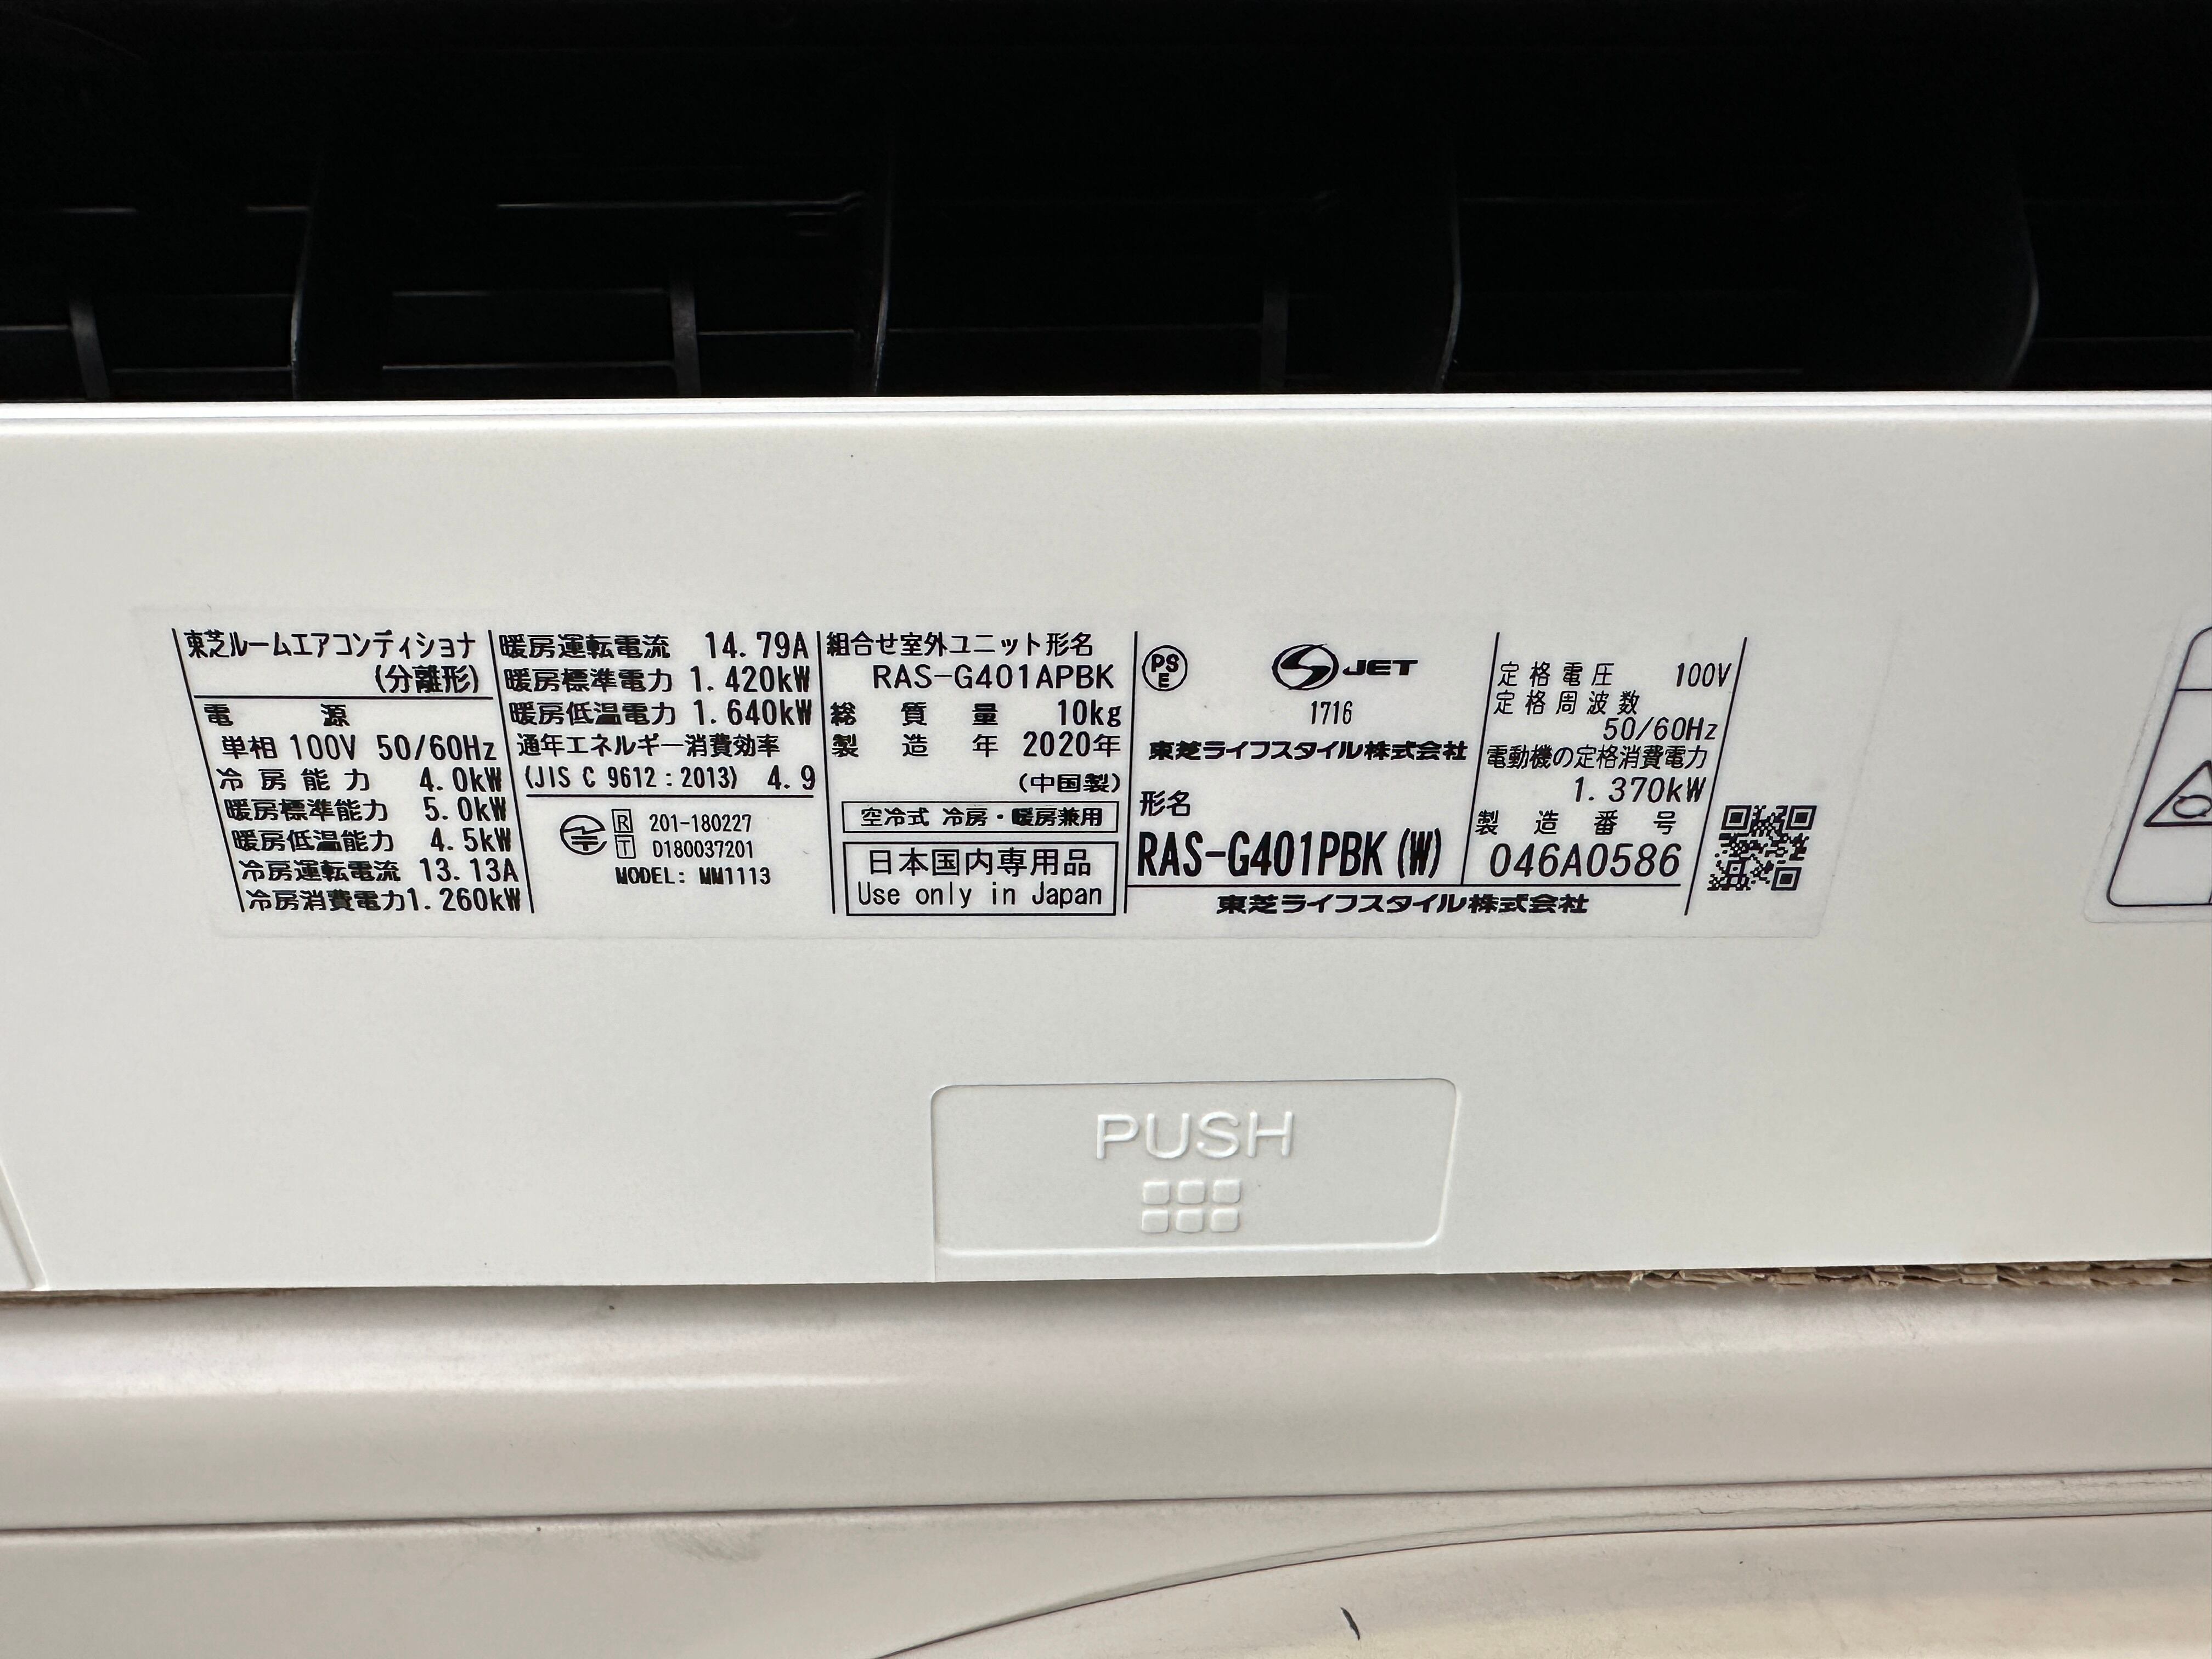 東芝ルームエアコンディショナ
(分離形)
電 源
単相 100V 50/60Hz
冷房能力 4.0kW
暖房標準能力 5.0kW
暖房低温能力 4.5kW
冷房運転電流 13.13A
冷房消費電力 1.260kW
暖房運転電流 14.79A
暖房標準電力 1.420kW
暖房低温電力 1.640kW
通年エネルギー消費効率
(JIS C 9612:2013) 4.9
R 201-180227
T D180037201
MODEL: MM1113
組合せ室外ユニット形名
RAS-G401APBK
総質量 10kg
製造年 2020年
(中国製)
空冷式 冷房・暖房兼用
日本国内専用品
Use only in Japan
PSE
JET
1716
東芝ライフスタイル株式会社
形名
RAS-G401PBK(W)
定格電圧 100V
定格周波数
50/60Hz
電動機の定格消費電力
1.370kW
製造番号
046A0586
東芝ライフスタイル株式会社
PUSH